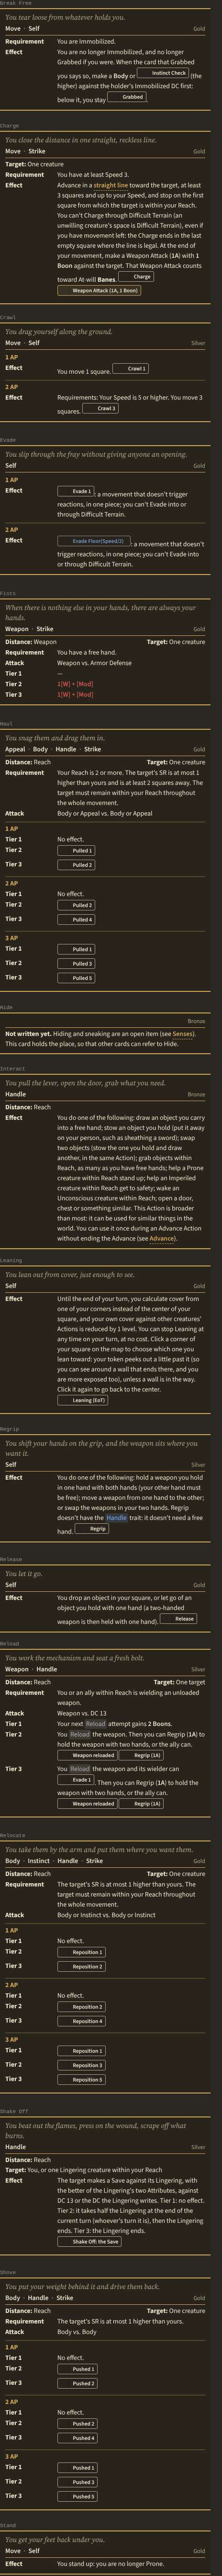 Break Free
You tear loose from whatever holds you.
Move · Self Gold
Requirement You are Immobilized.
Effect You are no longer Immobilized, and no longer
Grabbed if you were. When the card that Grabbed
you says so, make a Body or Instinct Check (the
higher) against the holder's Immobilized DC first:
below it, you stay Grabbed.
Charge
You close the distance in one straight, reckless line.
Move · Strike Gold
Target: One creature
Requirement You have at least Speed 3.
Effect Advance in a straight line toward the target, at least
3 squares and up to your Speed, and stop on the first
square from which the target is within your Reach.
You can't Charge through Difficult Terrain (an
unwilling creature's space is Difficult Terrain), even if
you have movement left: the Charge ends in the last
empty square when the line is illegal. At the end of
your movement, make a Weapon Attack (1A) with 1
Boon against the target. That Weapon Attack counts
toward At-will Banes. Charge
Weapon Attack (1A, 1 Boon)
Crawl
You drag yourself along the ground.
Move · Self Silver
1 AP
Effect You move 1 square. Crawl 1
2 AP
Effect Requirements: Your Speed is 5 or higher. You move 3
squares. Crawl 3
Evade
You slip through the fray without giving anyone an opening.
Self Gold
1 AP
Effect Evade 1 : a movement that doesn't trigger
reactions, in one piece; you can't Evade into or
through Difficult Terrain.
2 AP
Effect Evade Floor(Speed/2) : a movement that doesn't
trigger reactions, in one piece; you can't Evade into
or through Difficult Terrain.
Fists
When there is nothing else in your hands, there are always your
hands.
Weapon · Strike Gold
Distance: Weapon Target: One creature
Requirement You have a free hand.
Attack Weapon vs. Armor Defense
Tier 1 —
Tier 2 1[W] + [Mod]
Tier 3 1[W] + [Mod]
Haul
You snag them and drag them in.
Appeal · Body · Handle · Strike Gold
Distance: Reach Target: One creature
Requirement Your Reach is 2 or more. The target's SR is at most 1
higher than yours and is at least 2 squares away. The
target must remain within your Reach throughout
the whole movement.
Attack Body or Appeal vs. Body or Appeal
1 AP
Tier 1 No effect.
Tier 2 Pulled 1
Tier 3 Pulled 2
2 AP
Tier 1 No effect.
Tier 2 Pulled 2
Tier 3 Pulled 4
3 AP
Tier 1 Pulled 1
Tier 2 Pulled 3
Tier 3 Pulled 5
Hide
Bronze
Not written yet. Hiding and sneaking are an open item (see Senses).
This card holds the place, so that other cards can refer to Hide.
Interact
You pull the lever, open the door, grab what you need.
Handle Bronze
Distance: Reach
Effect You do one of the following: draw an object you carry
into a free hand; stow an object you hold (put it away
on your person, such as sheathing a sword); swap
two objects (stow the one you hold and draw
another, in the same Action); grab objects within
Reach, as many as you have free hands; help a Prone
creature within Reach stand up; help an Imperiled
creature within Reach get to safety; make an
Unconscious creature within Reach; open a door,
chest or something similar. This Action is broader
than most: it can be used for similar things in the
world. You can use it once during an Advance Action
without ending the Advance (see Advance).
Leaning
You lean out from cover, just enough to see.
Self Gold
Effect Until the end of your turn, you calculate cover from
one of your corners instead of the center of your
square, and your own cover against other creatures'
Actions is reduced by 1 level. You can stop Leaning at
any time on your turn, at no cost. Click a corner of
your square on the map to choose which one you
lean toward: your token peeks out a little past it (so
you can see around a wall that ends there, and you
are more exposed too), unless a wall is in the way.
Click it again to go back to the center.
Leaning (EoT)
Regrip
You shift your hands on the grip, and the weapon sits where you
want it.
Self Silver
Effect You do one of the following: hold a weapon you hold
in one hand with both hands (your other hand must
be free); move a weapon from one hand to the other;
or swap the weapons in your two hands. Regrip
doesn't have the Handle trait: it doesn't need a free
hand. Regrip
Release
You let it go.
Self Gold
Effect You drop an object in your square, or let go of an
object you hold with one hand (a two-handed
weapon is then held with one hand). Release
Reload
You work the mechanism and seat a fresh bolt.
Weapon · Handle Silver
Distance: Reach Target: One target
Requirement You or an ally within Reach is wielding an unloaded
weapon.
Attack Weapon vs. DC 13
Tier 1 Your next Reload attempt gains 2 Boons.
Tier 2 You Reload the weapon. Then you can Regrip (1A) to
hold the weapon with two hands, or the ally can.
Weapon reloaded Regrip (1A)
Tier 3 You Reload the weapon and its wielder can
Evade 1 . Then you can Regrip (1A) to hold the
weapon with two hands, or the ally can.
Weapon reloaded Regrip (1A)
Relocate
You take them by the arm and put them where you want them.
Body · Instinct · Handle · Strike Gold
Distance: Reach Target: One creature
Requirement The target's SR is at most 1 higher than yours. The
target must remain within your Reach throughout
the whole movement.
Attack Body or Instinct vs. Body or Instinct
1 AP
Tier 1 No effect.
Tier 2 Reposition 1
Tier 3 Reposition 2
2 AP
Tier 1 No effect.
Tier 2 Reposition 2
Tier 3 Reposition 4
3 AP
Tier 1 Reposition 1
Tier 2 Reposition 3
Tier 3 Reposition 5
Shake Off
You beat out the flames, press on the wound, scrape off what
burns.
Handle Silver
Distance: Reach
Target: You, or one Lingering creature within your Reach
Effect The target makes a Save against its Lingering, with
the better of the Lingering's two Attributes, against
DC 13 or the DC the Lingering writes. Tier 1: no effect.
Tier 2: it takes half the Lingering at the end of the
current turn (whoever's turn it is), then the Lingering
ends. Tier 3: the Lingering ends.
Shake Off: the Save
Shove
You put your weight behind it and drive them back.
Body · Handle · Strike Gold
Distance: Reach Target: One creature
Requirement The target's SR is at most 1 higher than yours.
Attack Body vs. Body
1 AP
Tier 1 No effect.
Tier 2 Pushed 1
Tier 3 Pushed 2
2 AP
Tier 1 No effect.
Tier 2 Pushed 2
Tier 3 Pushed 4
3 AP
Tier 1 Pushed 1
Tier 2 Pushed 3
Tier 3 Pushed 5
Stand
You get your feet back under you.
Move · Self Gold
Effect You stand up: you are no longer Prone.